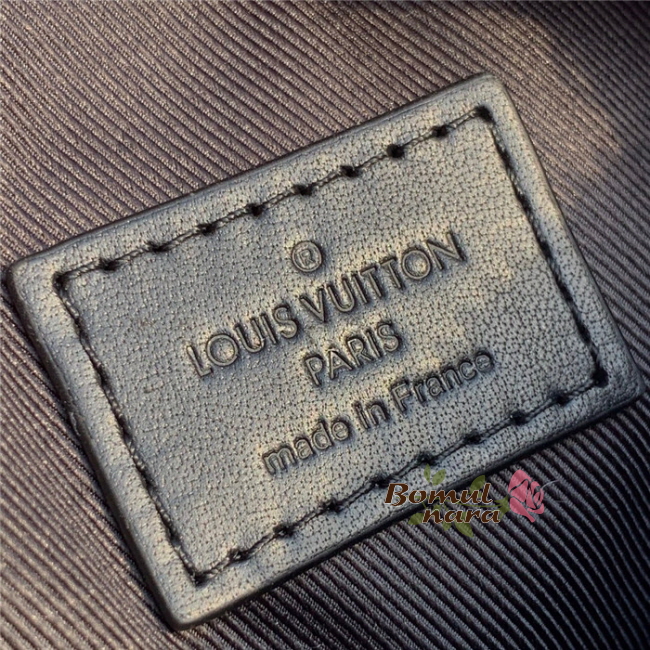 ®
LOUIS VUITTON
PARIS
made in France
Bomul
nara